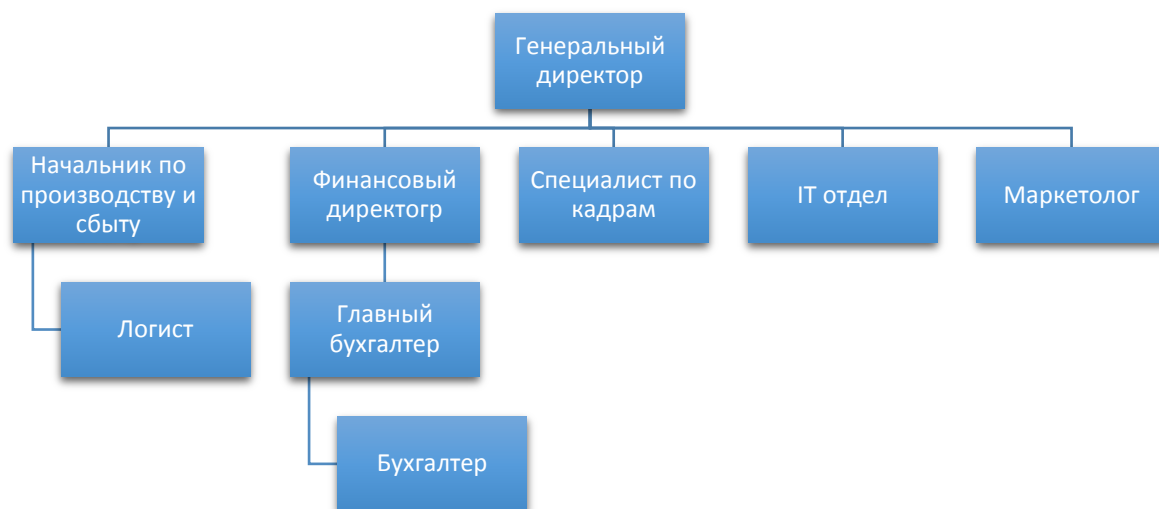 Генеральный
директор
Начальник по
производству и
сбыту
Финансовый
директогр
Специалист по
кадрам
IT отдел
Маркетолог
Логист
Главный
бухгалтер
Бухгалтер